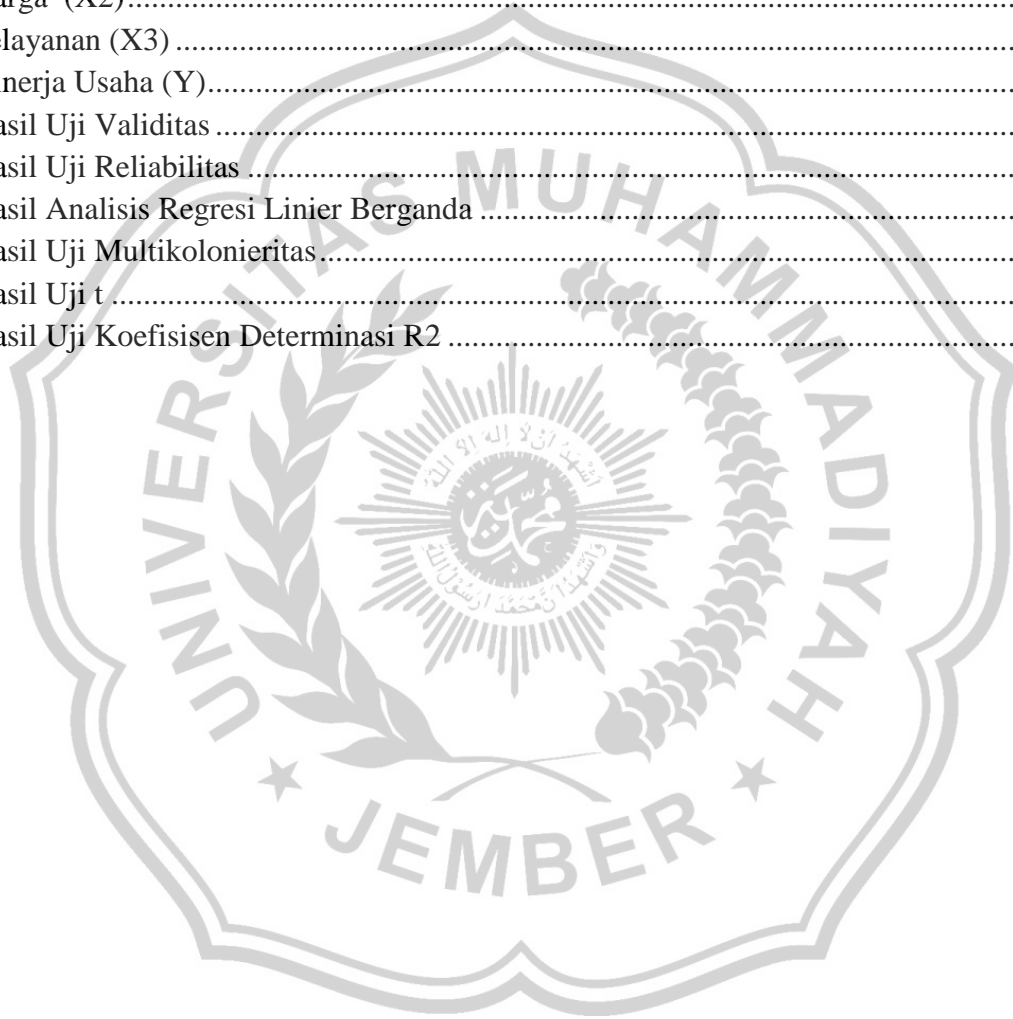 arga (X2)....................................................................................................
elayanan (X3) ....................................................................................................
inerja Usaha (Y)....................................................................................................
asil Uji Validitas ....................................................................................................
asil Uji Reliabilitas ....................................................................................................
asil Analisis Regresi Linier Berganda ....................................................................................................
asil Uji Multikolonieritas....................................................................................................
asil Uji t ....................................................................................................
asil Uji Koefisisen Determinasi R2 ....................................................................................................
UNIVERSITAS MUHAMMADIYAH
JEMBER